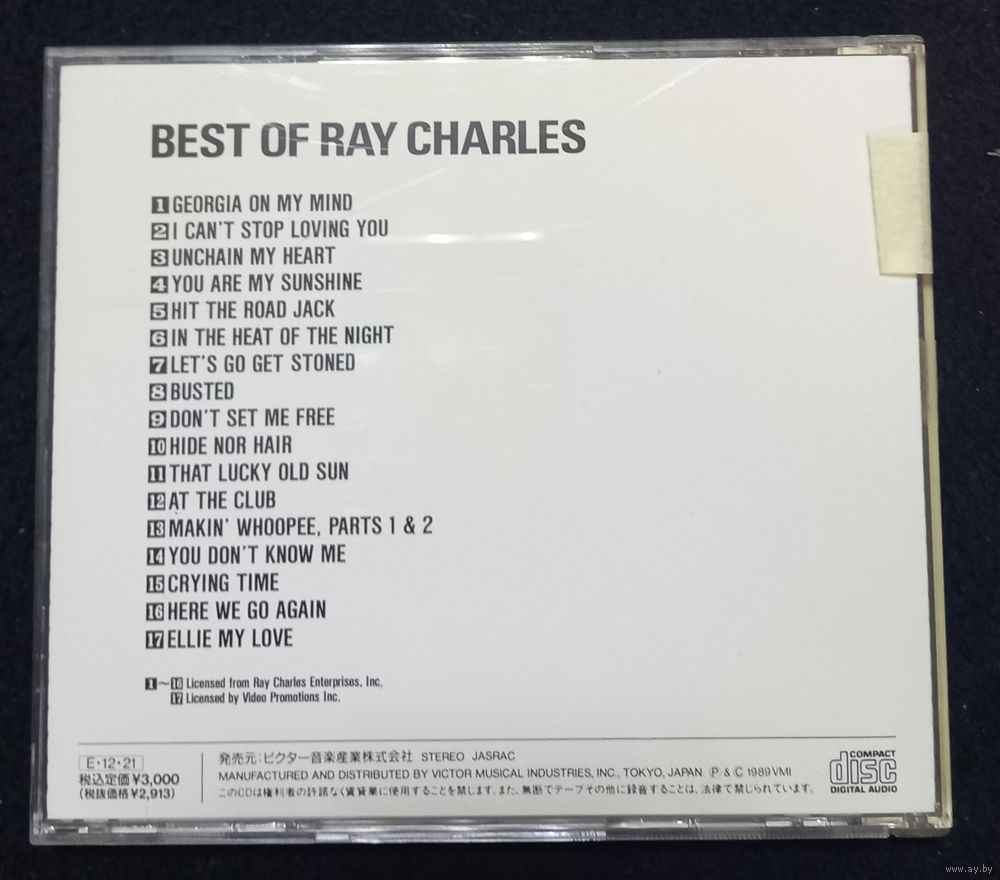 BEST OF RAY CHARLES
1 GEORGIA ON MY MIND
2 I CAN'T STOP LOVING YOU
3 UNCHAIN MY HEART
4 YOU ARE MY SUNSHINE
5 HIT THE ROAD JACK
6 IN THE HEAT OF THE NIGHT
7 LET'S GO GET STONED
8 BUSTED
9 DON'T SET ME FREE
10 HIDE NOR HAIR
11 THAT LUCKY OLD SUN
12 AT THE CLUB
13 MAKIN' WHOOPEE, PARTS 1 & 2
14 YOU DON'T KNOW ME
15 CRYING TIME
16 HERE WE GO AGAIN
17 ELLIE MY LOVE
1~16 Licensed from Ray Charles Enterprises, Inc.
17 Licensed by Video Promotions Inc.
E・12・21
税込定価¥3,000
(税抜価格¥2,913)
発売元:ビクター音楽産業株式会社 STEREO JASRAC
MANUFACTURED AND DISTRIBUTED BY VICTOR MUSICAL INDUSTRIES, INC., TOKYO, JAPAN. Ⓟ & © 1989 VMI
このCDは権利者の許諾なく賃貸業に使用することを禁じます。また、無断でテープその他に録音することは、法律で禁じられています。
COMPACT
disc
DIGITAL AUDIO
www.ay.by